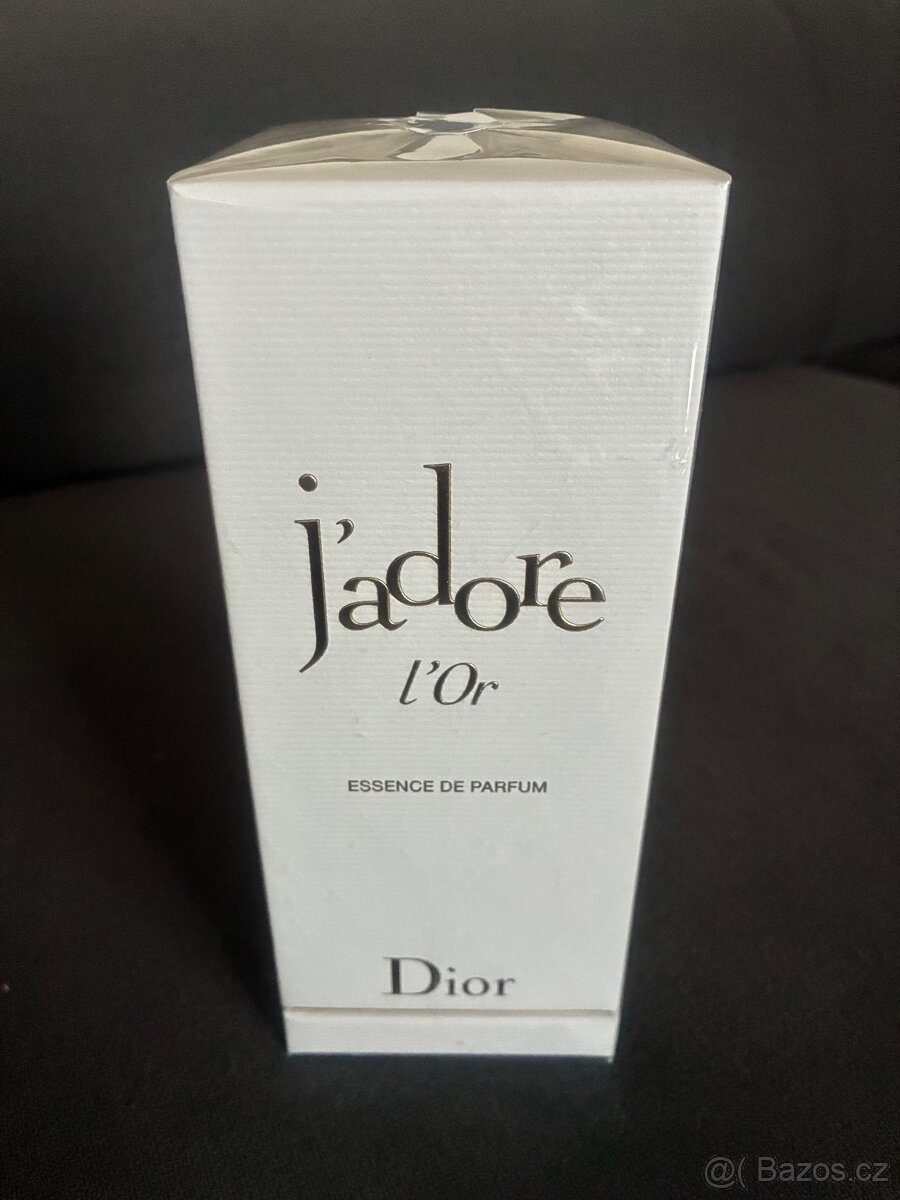 j'adore
l'Or
ESSENCE DE PARFUM
Dior
@( Bazos.cz